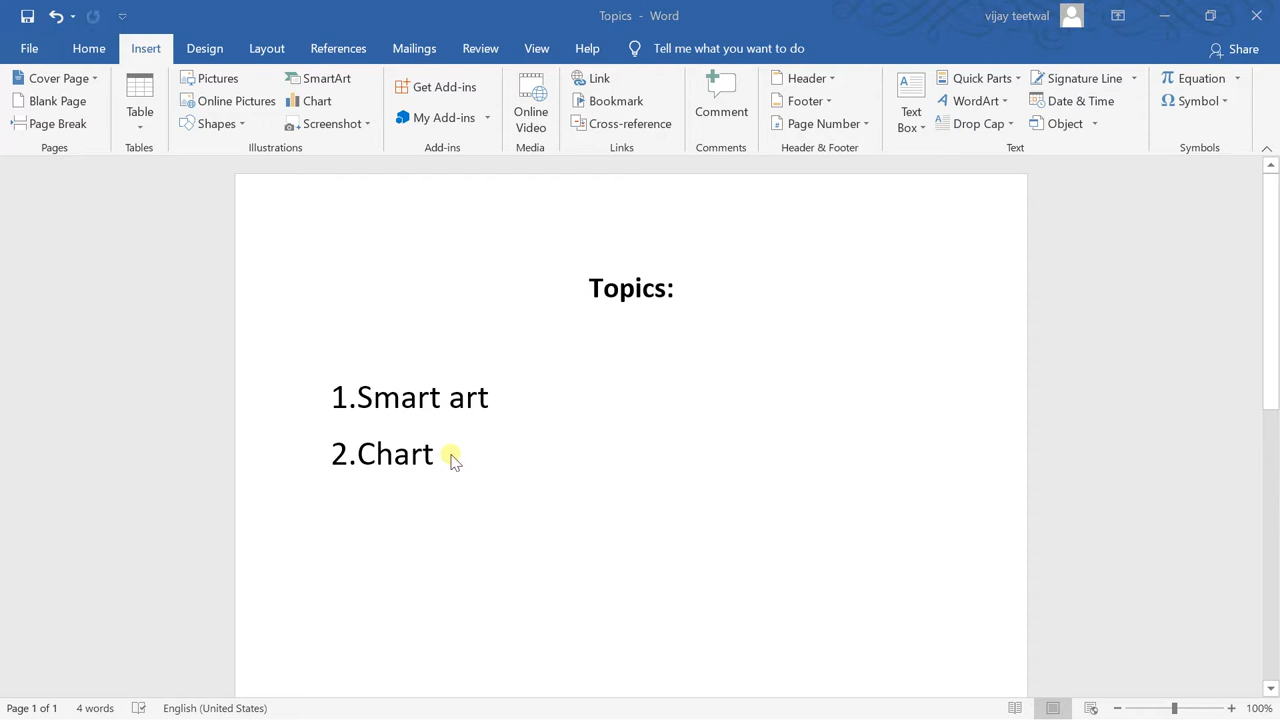 Topics - Word
vijay teetwal
File Home Insert Design Layout References Mailings Review View Help Tell me what you want to do Share
Cover Page
Blank Page
Page Break
Pages
Table
Tables
Pictures
Online Pictures
Shapes
SmartArt
Chart
Screenshot
Illustrations
Get Add-ins
My Add-ins
Add-ins
Online
Video
Media
Link
Bookmark
Cross-reference
Links
Comment
Comments
Header
Footer
Page Number
Header & Footer
Text
Box
Quick Parts
WordArt
Drop Cap
Signature Line
Date & Time
Object
Text
Equation
Symbol
Symbols
Topics:
1.Smart art
2.Chart
Page 1 of 1 4 words English (United States) 100%